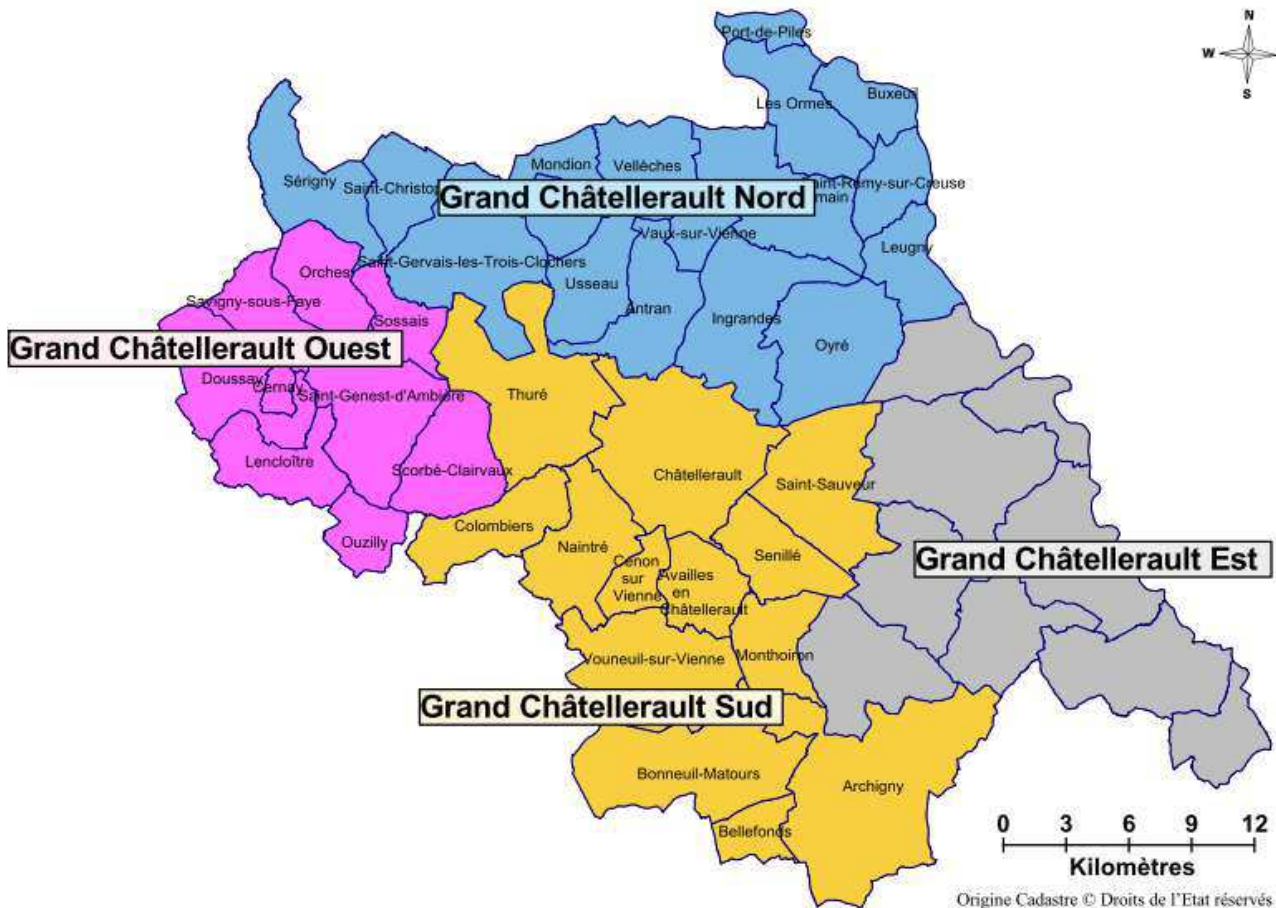 N
W
S
Port-de-Piles
Les Ormes
Buxeuil
Mondion
Vellèches
Sérigny
Saint-Christo
Grand Châtellerault Nord
aint-Rémy-sur-Creuse
main
Vaux-sur-Vienne
Leugny
Orches
Saint-Gervais-les-Trois-Clochers
Usseau
Savigny-sous-Faye
Antran
Ingrandes
Sossais
Oyré
Grand Châtellerault Ouest
Doussay
Cernay
Saint-Genest-d'Ambière
Thuré
Lencloître
Scorbé-Clairvaux
Châtellerault
Saint-Sauveur
Colombiers
Ouzilly
Naintré
Senillé
Grand Châtellerault Est
Cenon
sur
Vienne
Availles
en
Châtellerault
Vouneuil-sur-Vienne
Monthoiron
Grand Châtellerault Sud
Bonneuil-Matours
Archigny
Bellefonds
0 3 6 9 12
Kilomètres
Origine Cadastre © Droits de l'Etat réservés